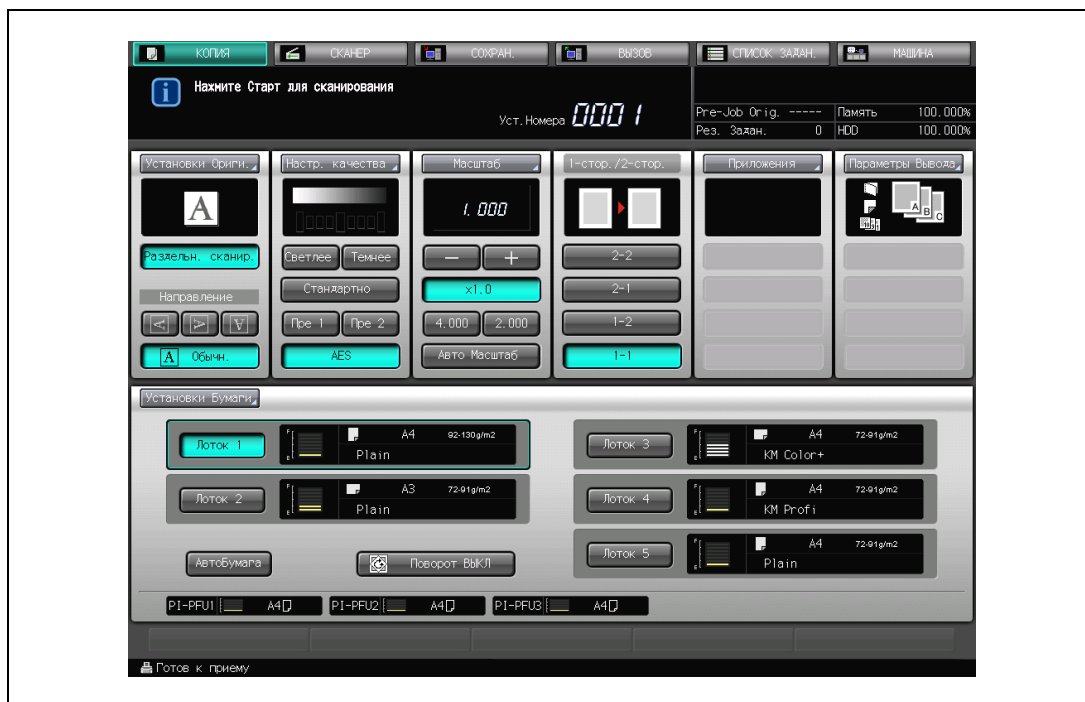 КОПИЯ СКАНЕР СОХРАН. ВЫЗОВ СПИСОК ЗАДАН. МАШИНА
Нажмите Старт для сканирования
Уст.Номера 0001
Pre-Job Orig. ----- Память 100.000%
Рез. Задан. 0 HDD 100.000%
Установки Ориги. Настр. качества Масштаб 1-стор./2-стор. Приложения Параметры Вывода
A 1.000 A B C
Раздельн. сканир. Светлее Темнее − + 2-2
Направление Стандартно x1.0 2-1
A A A Пре 1 Пре 2 4.000 2.000 1-2
A Обычн. AES Авто Масштаб 1-1
Установки Бумаги
Лоток 1 F E A4 92-130g/m2 Plain
Лоток 2 F E A3 72-91g/m2 Plain
Лоток 3 F E A4 72-91g/m2 KM Color+
Лоток 4 F E A4 72-91g/m2 KM Profi
Лоток 5 F E A4 72-91g/m2 Plain
АвтоБумага Поворот ВЫКЛ
PI-PFU1 A4 PI-PFU2 A4 PI-PFU3 A4
Готов к приему